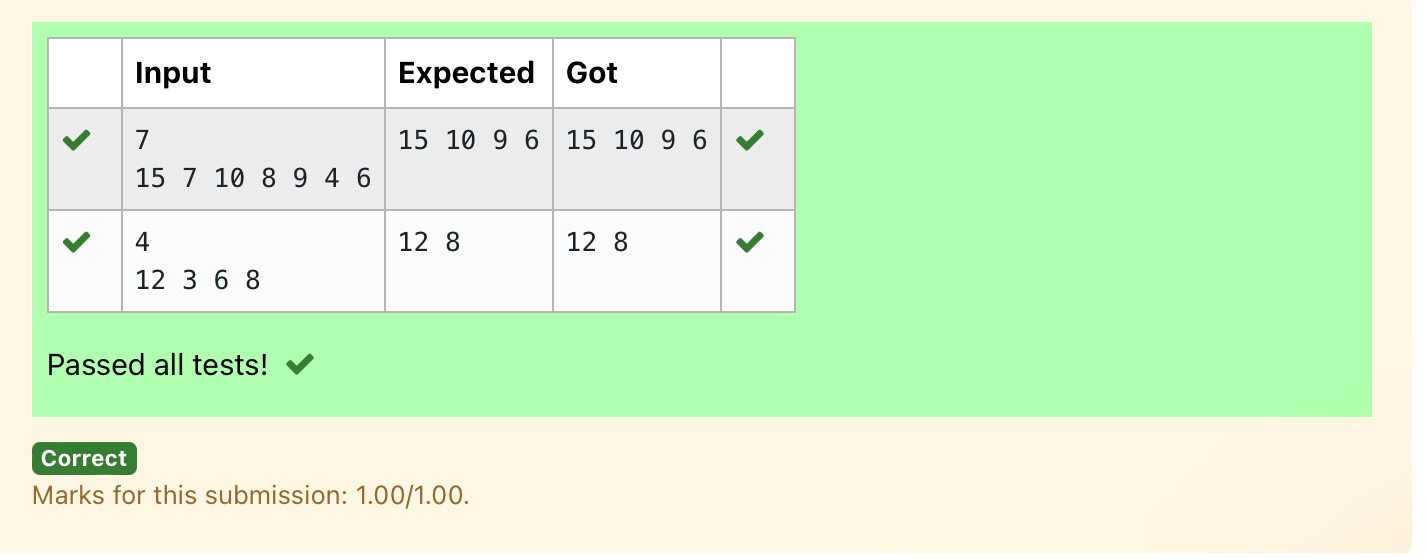 Input Expected Got
7 15 10 9 6 15 10 9 6
15 7 10 8 9 4 6
4 12 8 12 8
12 3 6 8
Passed all tests!
Correct
Marks for this submission: 1.00/1.00.